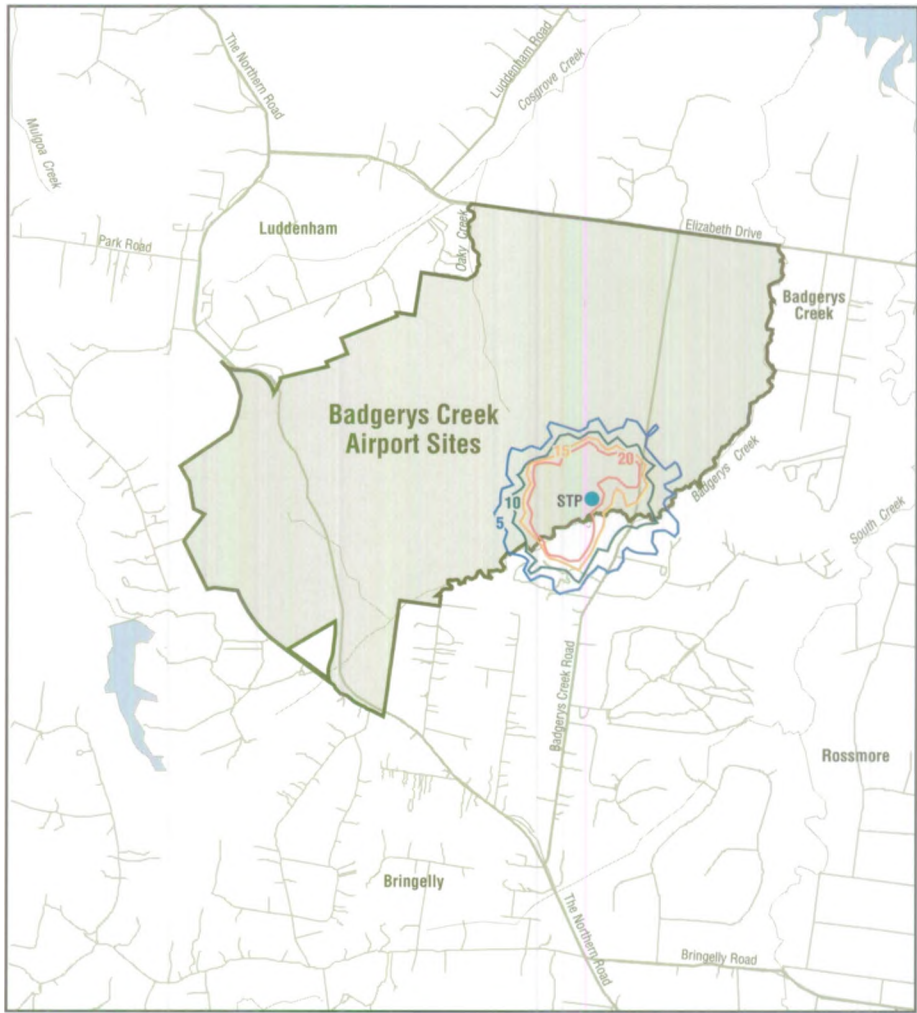 The Northern Road
Luddenham Road
Cosgrove Creek
Mulgoa Creek
Luddenham
Oaky Creek
Park Road
Elizabeth Drive
Badgerys
Creek
Badgerys Creek
Airport Sites
Badgerys Creek
15
20
10
STP
5
South Creek
Badgerys Creek Road
Rossmore
Bringelly
The Northern Road
Bringelly Road